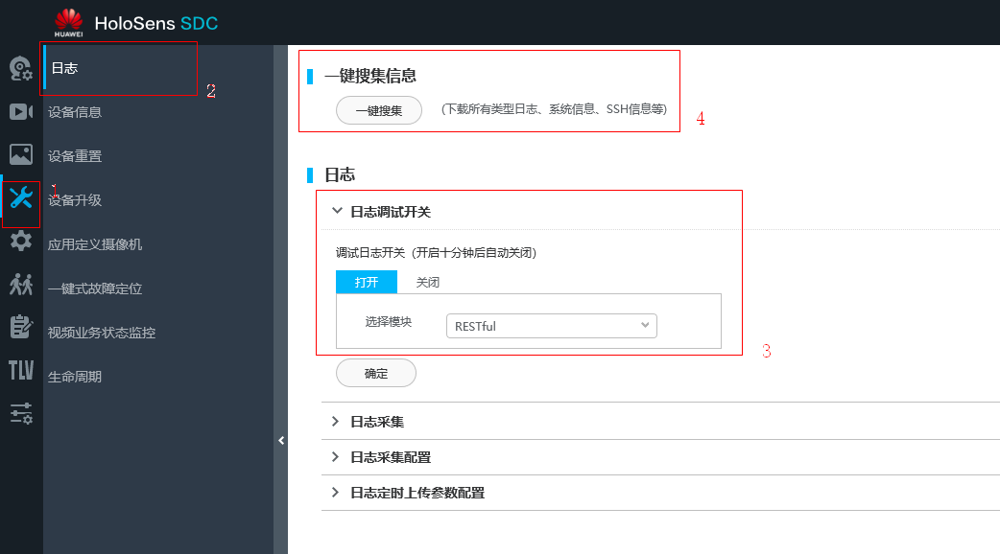 HUAWEI
HoloSens SDC
日志
2
设备信息
设备重置
设备升级
应用定义摄像机
一键式故障定位
视频业务状态监控
TLV
生命周期
一键搜集信息
一键搜集 (下载所有类型日志、系统信息、SSH信息等)
4
日志
日志调试开关
调试日志开关 (开启十分钟后自动关闭)
打开 关闭
选择模块 RESTful
3
确定
日志采集
日志采集配置
日志定时上传参数配置